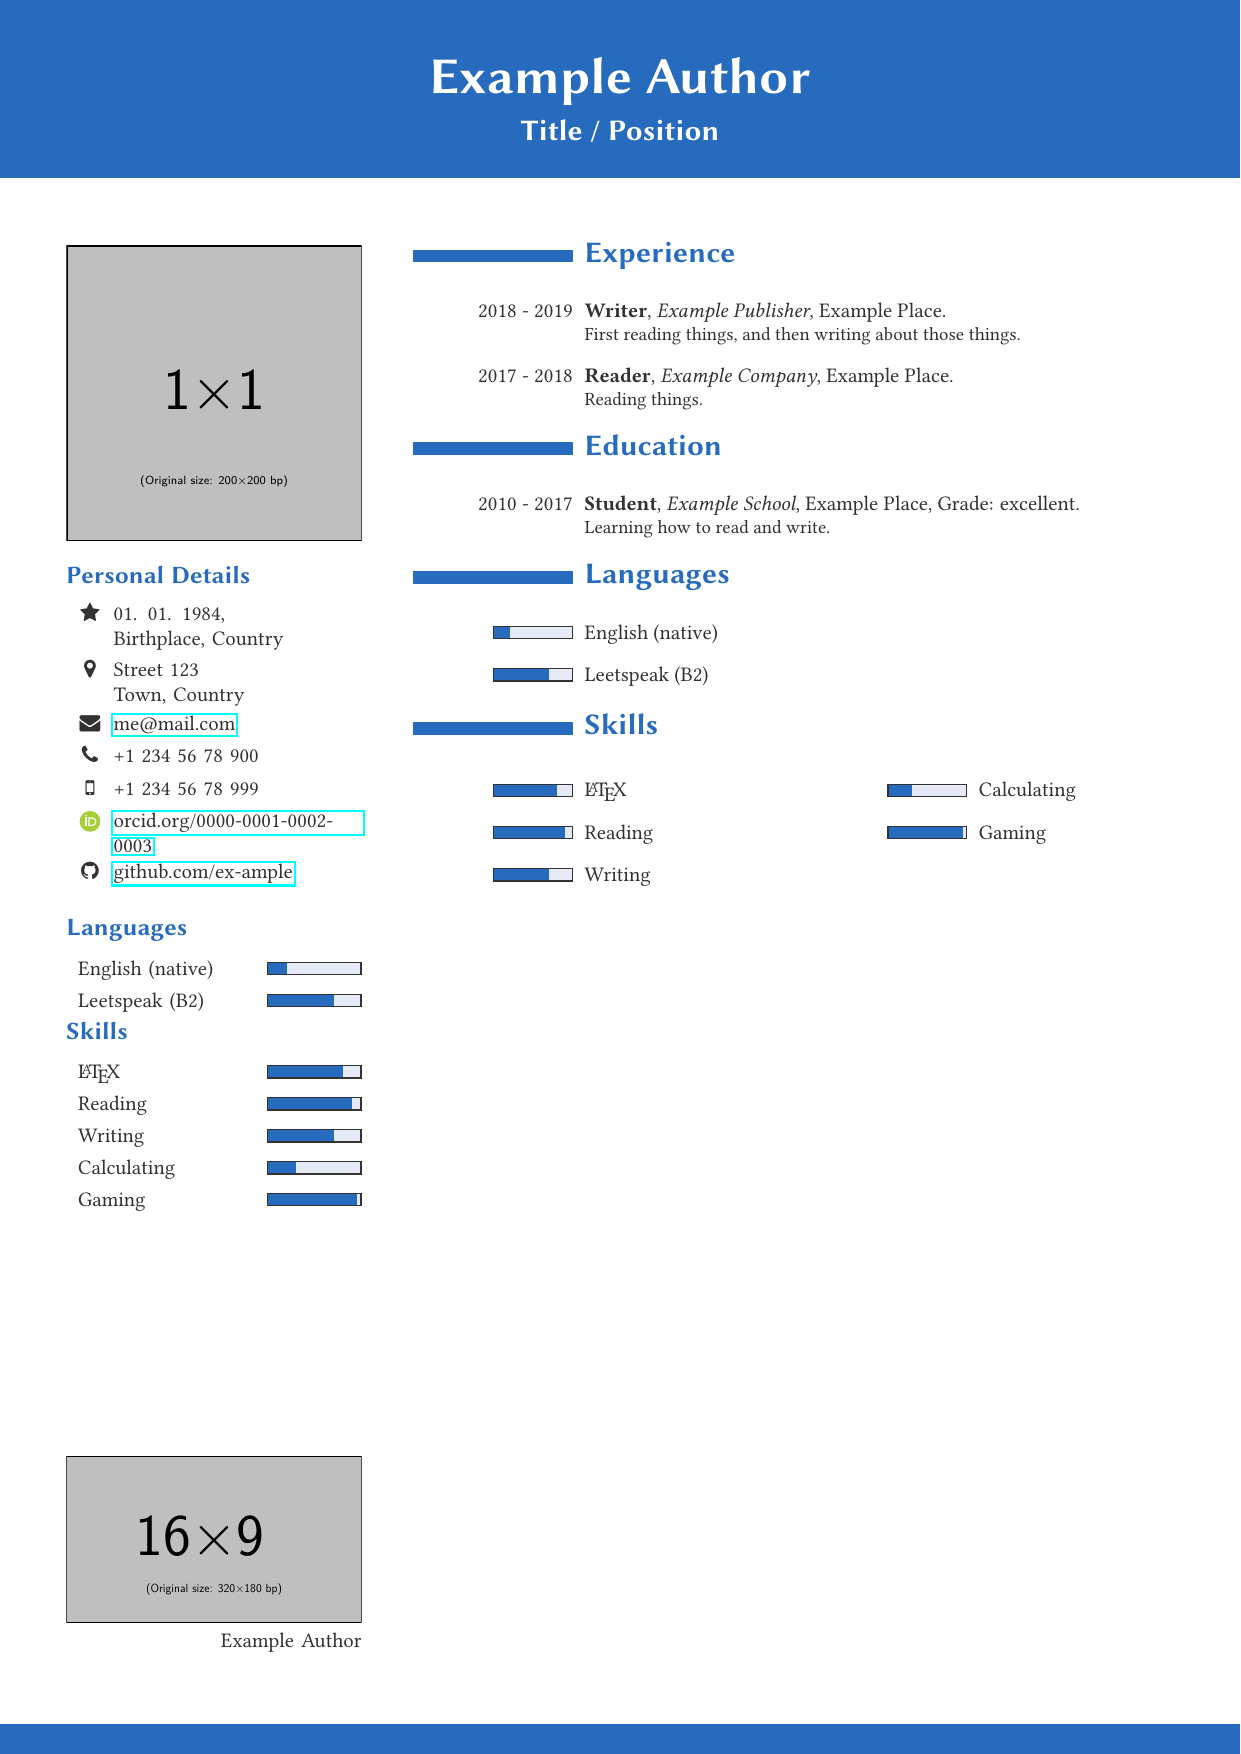 Example Author
Title / Position
1×1
(Original size: 200×200 bp)
Personal Details
01. 01. 1984,
Birthplace, Country
Street 123
Town, Country
me@mail.com
+1 234 56 78 900
+1 234 56 78 999
iD orcid.org/0000-0001-0002-
0003
github.com/ex-ample
Languages
English (native)
Leetspeak (B2)
Skills
LATEX
Reading
Writing
Calculating
Gaming
16×9
(Original size: 320×180 bp)
Example Author
Experience
2018 - 2019 Writer, Example Publisher, Example Place.
First reading things, and then writing about those things.
2017 - 2018 Reader, Example Company, Example Place.
Reading things.
Education
2010 - 2017 Student, Example School, Example Place, Grade: excellent.
Learning how to read and write.
Languages
English (native)
Leetspeak (B2)
Skills
LATEX
Calculating
Reading
Gaming
Writing